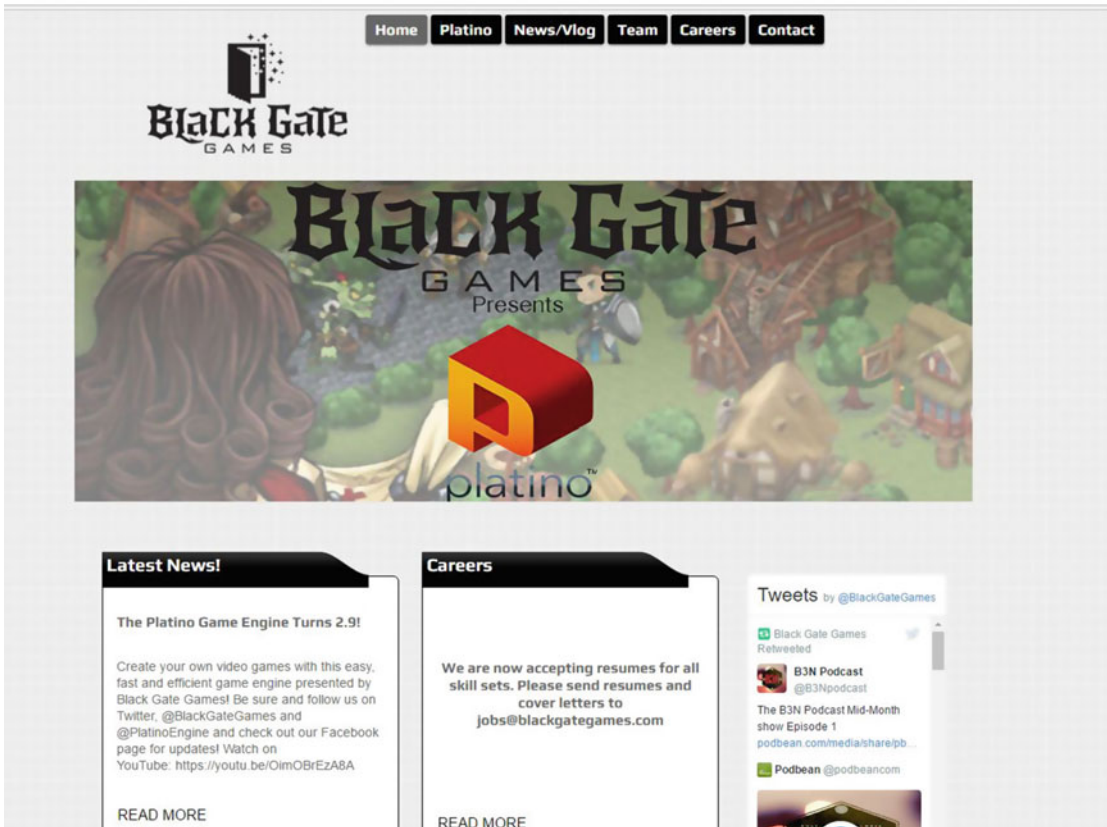 Home Platino News/Vlog Team Careers Contact
BLaCK GaTe
GAMES
BLaCK GaTe
GAMES
Presents
platino™
Latest News!
The Platino Game Engine Turns 2.9!
Create your own video games with this easy,
fast and efficient game engine presented by
Black Gate Games! Be sure and follow us on
Twitter, @BlackGateGames and
@PlatinoEngine and check out our Facebook
page for updates! Watch on
YouTube: https://youtu.be/OimOBrEzA8A
READ MORE
Careers
We are now accepting resumes for all
skill sets. Please send resumes and
cover letters to
jobs@blackgategames.com
READ MORE
Tweets by @BlackGateGames
Black Gate Games
Retweeted
B3N Podcast
@B3Npodcast
The B3N Podcast Mid-Month
show Episode 1
podbean.com/media/share/pb...
Podbean @podbeancom